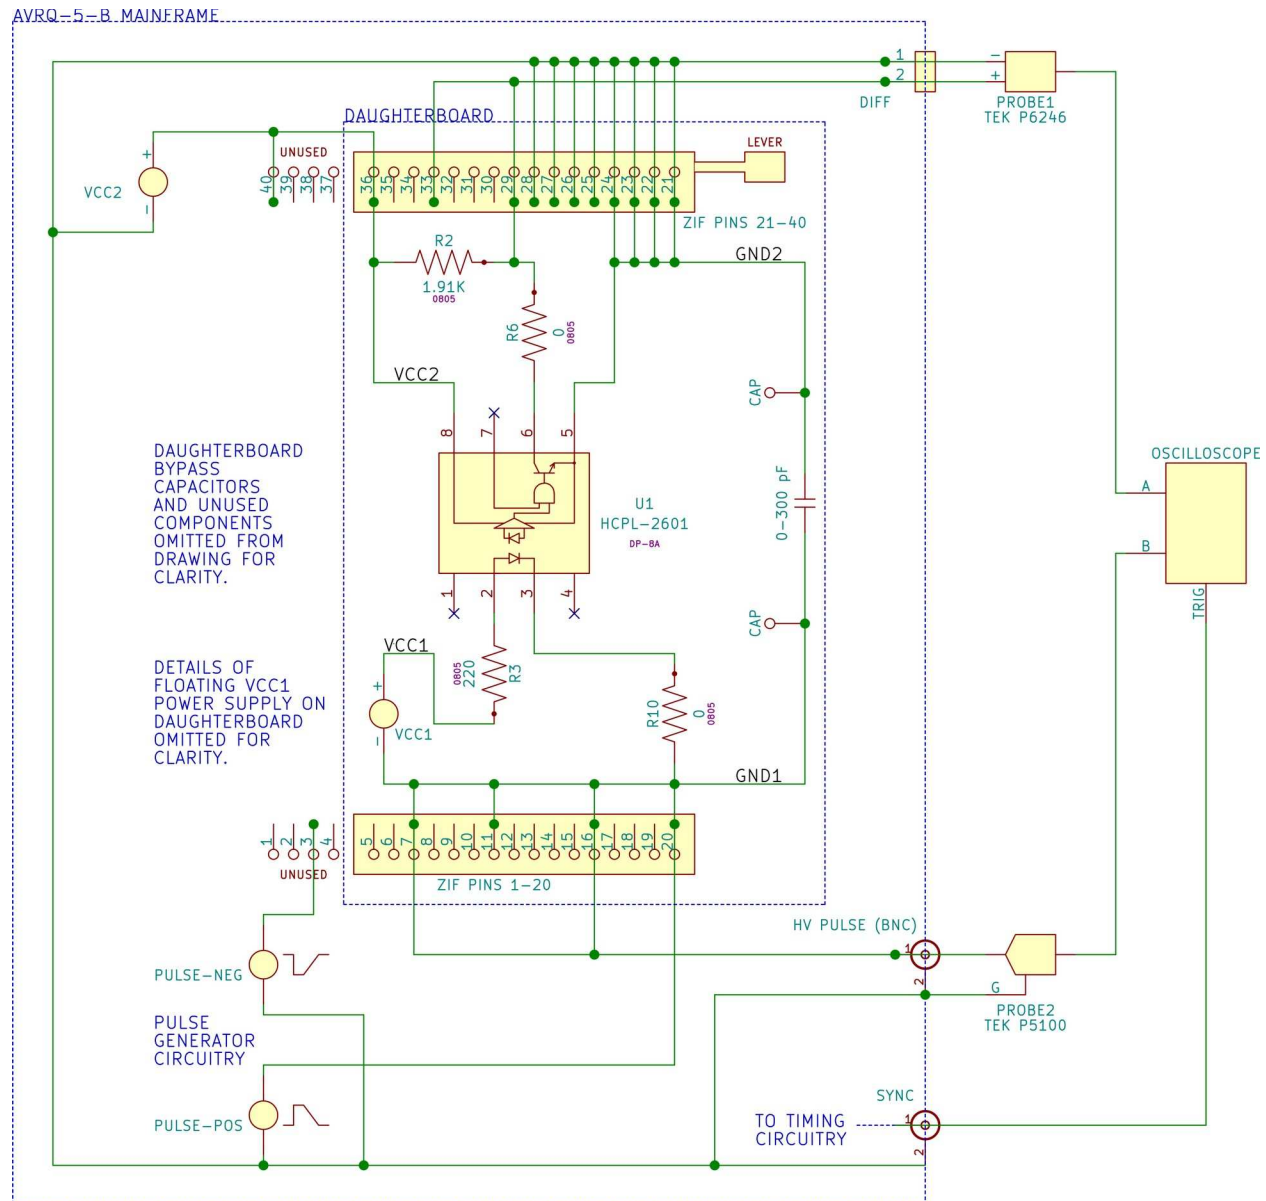 AVRQ-5-B MAINFRAME
1
2
DIFF
-
+
PROBE1
TEK P6246
DAUGHTERBOARD
LEVER
UNUSED
+
VCC2
-
40
39
38
37
36
35
34
33
32
31
30
29
28
27
26
25
24
23
22
21
ZIF PINS 21-40
R2
1.91K
0805
GND2
R6
0
0805
VCC2
CAP
8
7
6
5
DAUGHTERBOARD
BYPASS
CAPACITORS
AND UNUSED
COMPONENTS
OMITTED FROM
DRAWING FOR
CLARITY.
U1
HCPL-2601
DP-8A
0-300 pF
OSCILLOSCOPE
A
B
TRIG
1
2
3
4
CAP
VCC1
0805
220
R3
+
VCC1
-
R10
0
0805
DETAILS OF
FLOATING VCC1
POWER SUPPLY ON
DAUGHTERBOARD
OMITTED FOR
CLARITY.
GND1
1
2
3
4
5
6
7
8
9
10
11
12
13
14
15
16
17
18
19
20
UNUSED
ZIF PINS 1-20
HV PULSE (BNC)
1
2
G
PROBE2
TEK P5100
PULSE-NEG
PULSE
GENERATOR
CIRCUITRY
PULSE-POS
SYNC
TO TIMING
CIRCUITRY
1
2